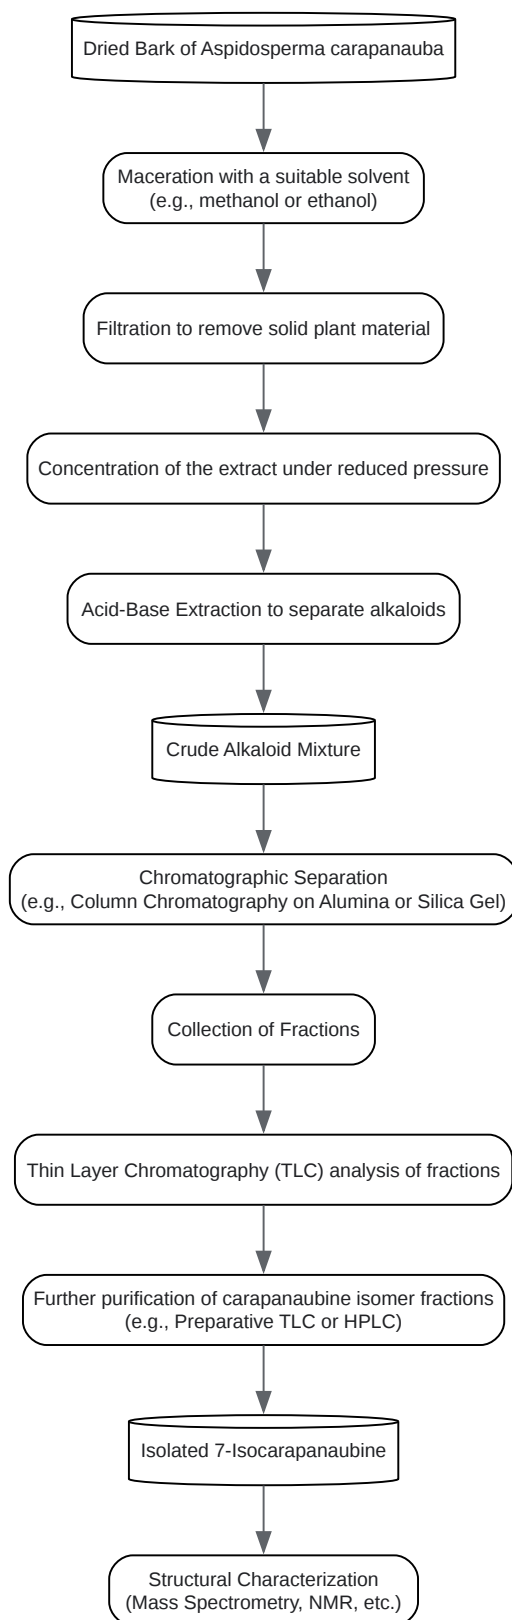 Dried Bark of Aspidosperma carapanauba
Maceration with a suitable solvent
(e.g., methanol or ethanol)
Filtration to remove solid plant material
Concentration of the extract under reduced pressure
Acid-Base Extraction to separate alkaloids
Crude Alkaloid Mixture
Chromatographic Separation
(e.g., Column Chromatography on Alumina or Silica Gel)
Collection of Fractions
Thin Layer Chromatography (TLC) analysis of fractions
Further purification of carapanaubine isomer fractions
(e.g., Preparative TLC or HPLC)
Isolated 7-Isocarapanaubine
Structural Characterization
(Mass Spectrometry, NMR, etc.)